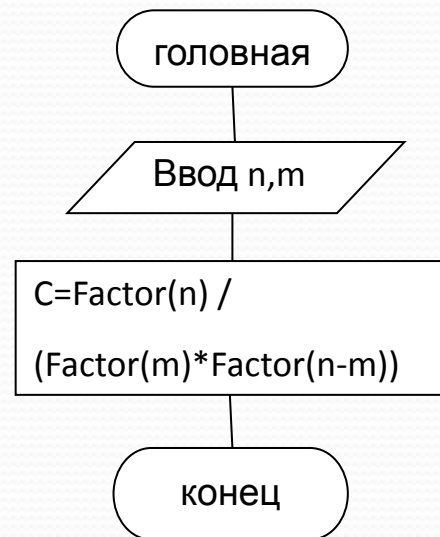 головная
Ввод n,m
C=Factor(n) /
(Factor(m)*Factor(n-m))
конец